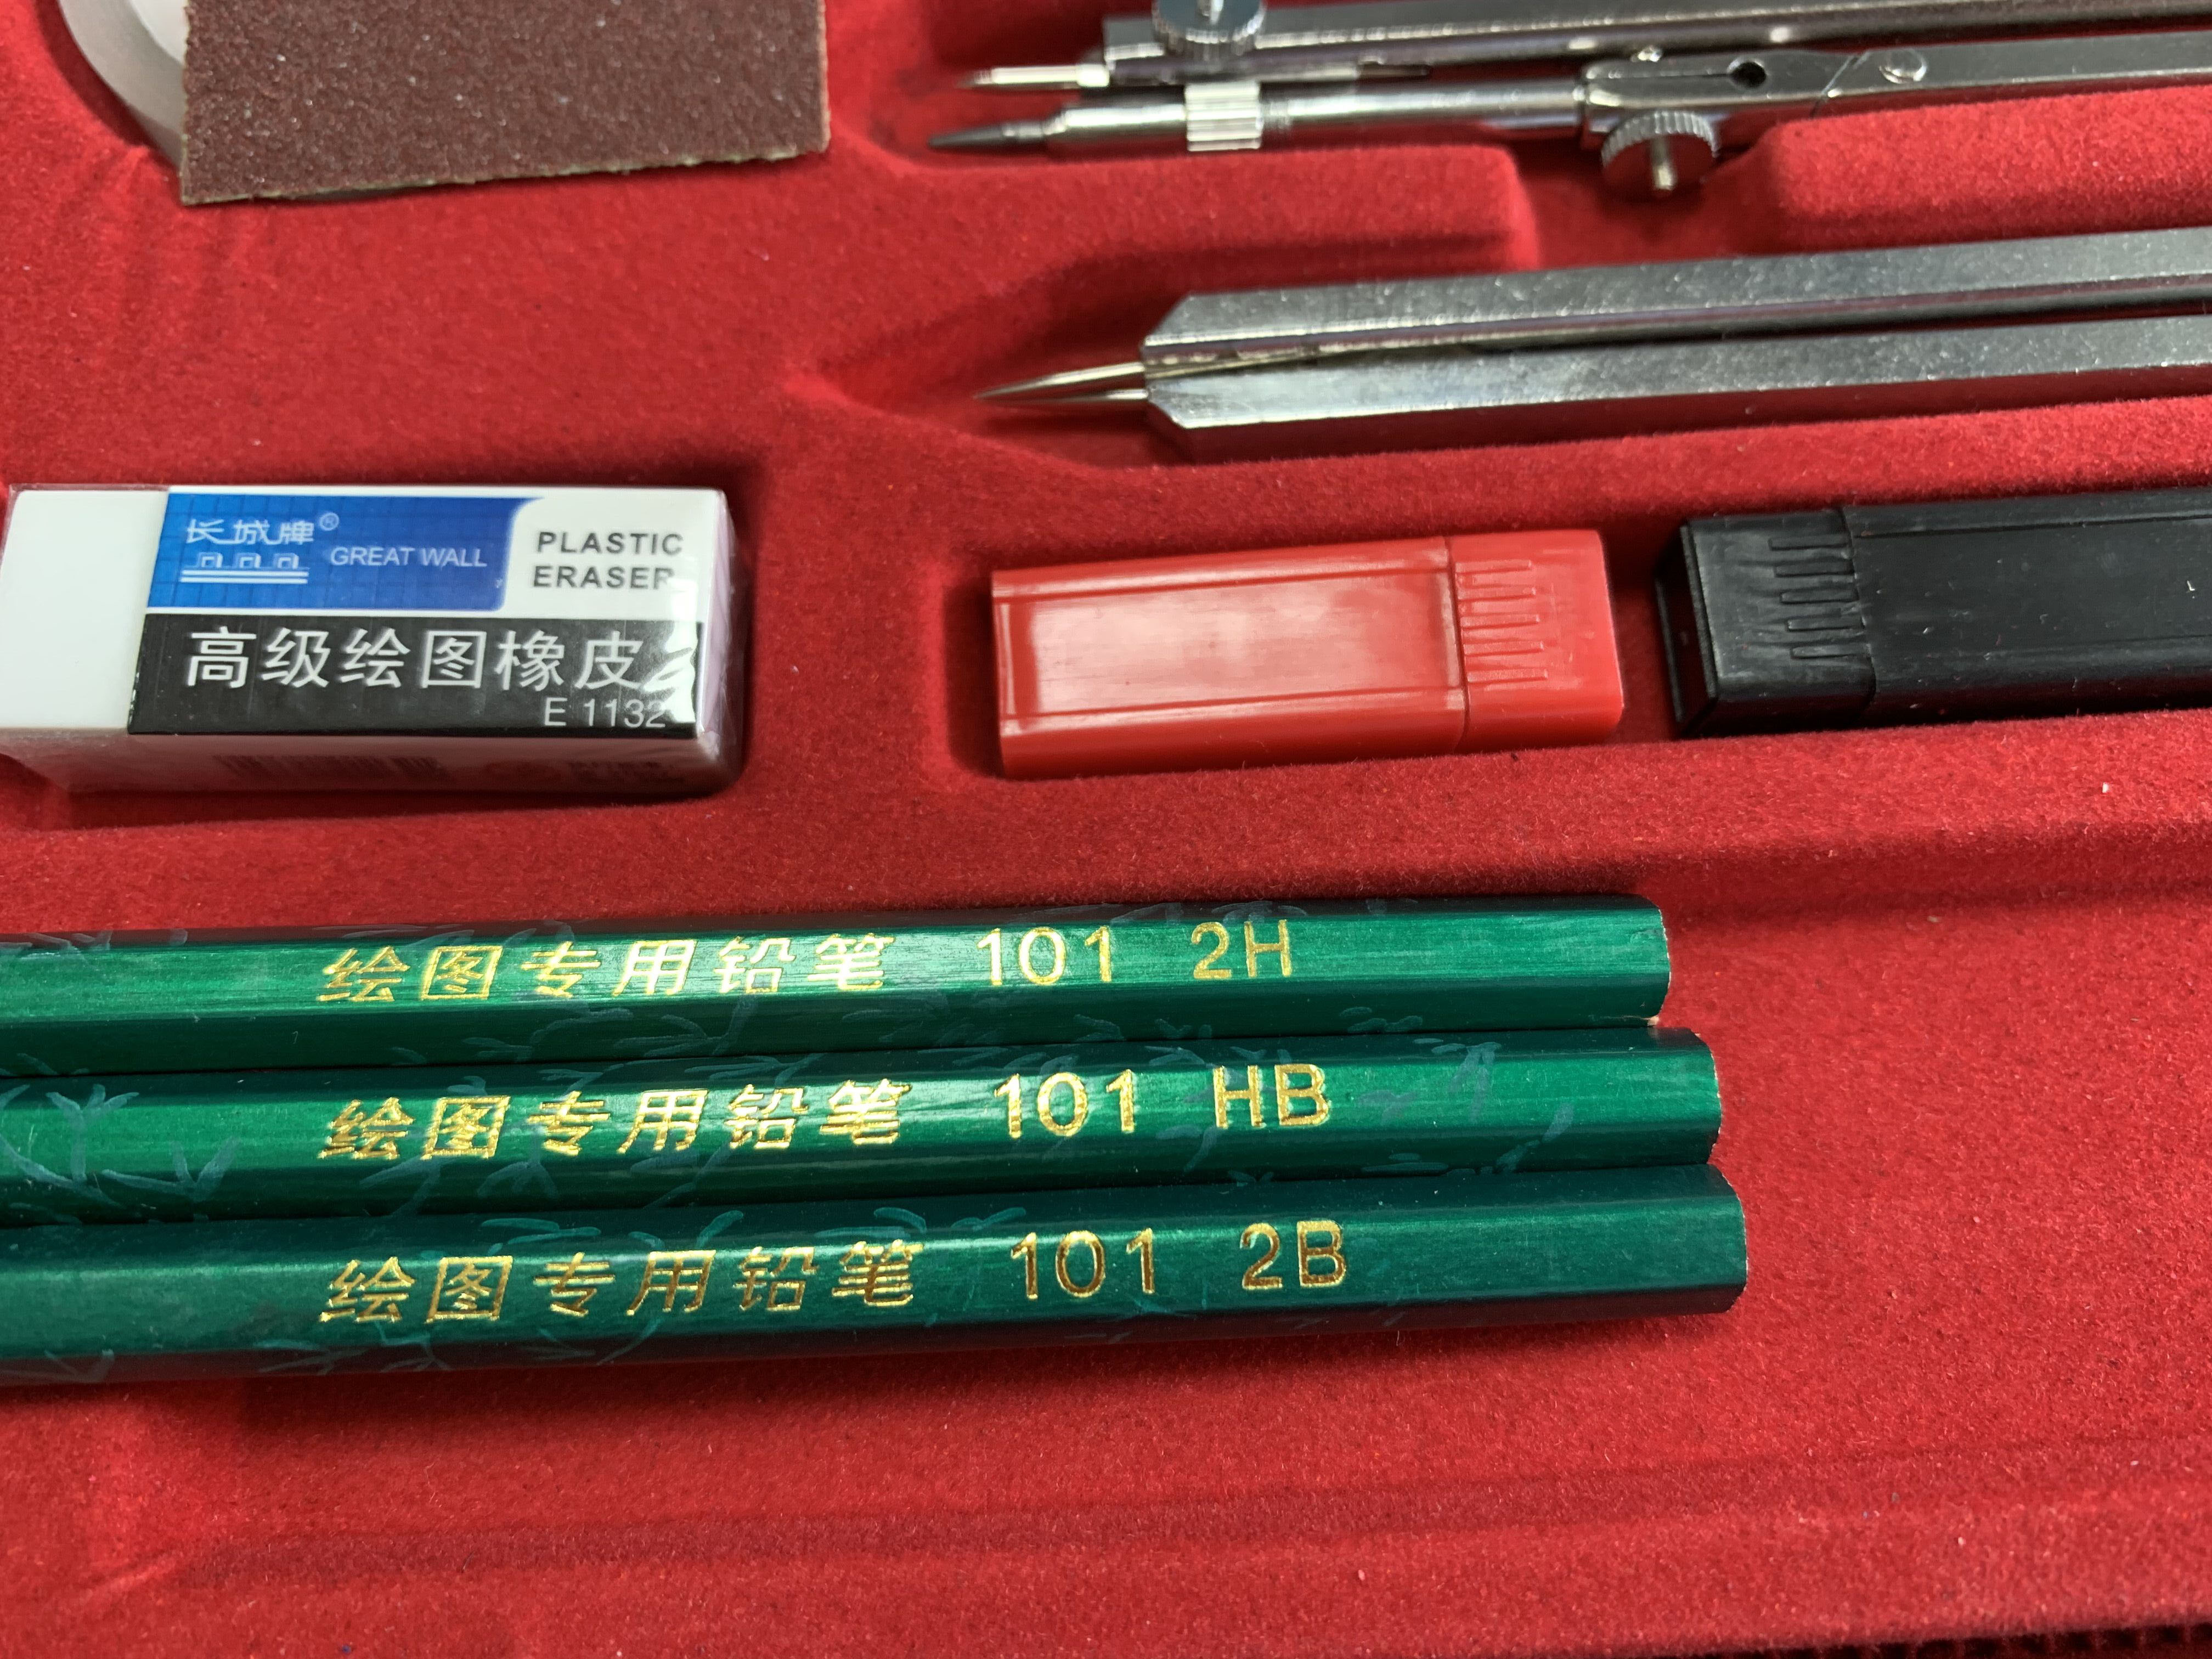 长城牌®
GREAT WALL
PLASTIC
ERASER
高级绘图橡皮
E 1132
绘图专用铅笔 101 2H
绘图专用铅笔 101 HB
绘图专用铅笔 101 2B